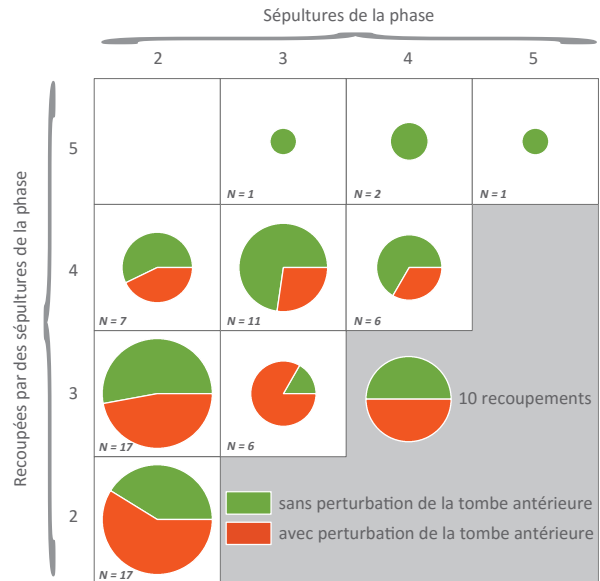 Sépultures de la phase
2 3 4 5
Recoupées par des sépultures de la phase
5
N = 1 N = 2 N = 1
4
N = 7 N = 11 N = 6
3
10 recoupements
N = 17 N = 6
2
sans perturbation de la tombe antérieure
avec perturbation de la tombe antérieure
N = 17